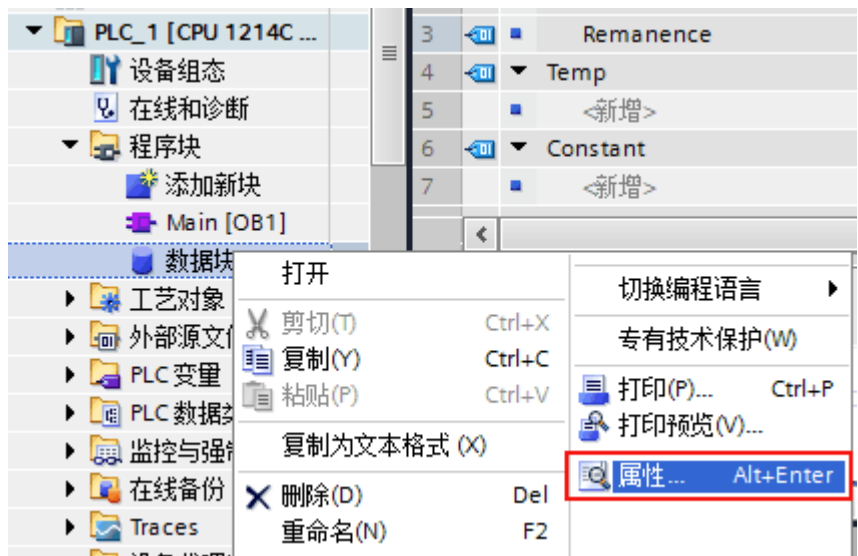 PLC_1 [CPU 1214C ...
设备组态
在线和诊断
程序块
添加新块
Main [OB1]
数据块
工艺对象
外部源文
PLC 变量
PLC 数据
监控与强
在线备份
Traces
3 Remanence
4 Temp
5 <新增>
6 Constant
7 <新增>
打开
剪切(T) Ctrl+X
复制(Y) Ctrl+C
粘贴(P) Ctrl+V
复制为文本格式 (X)
删除(D) Del
重命名(N) F2
切换编程语言
专有技术保护(W)
打印(P)... Ctrl+P
打印预览(V)...
属性... Alt+Enter